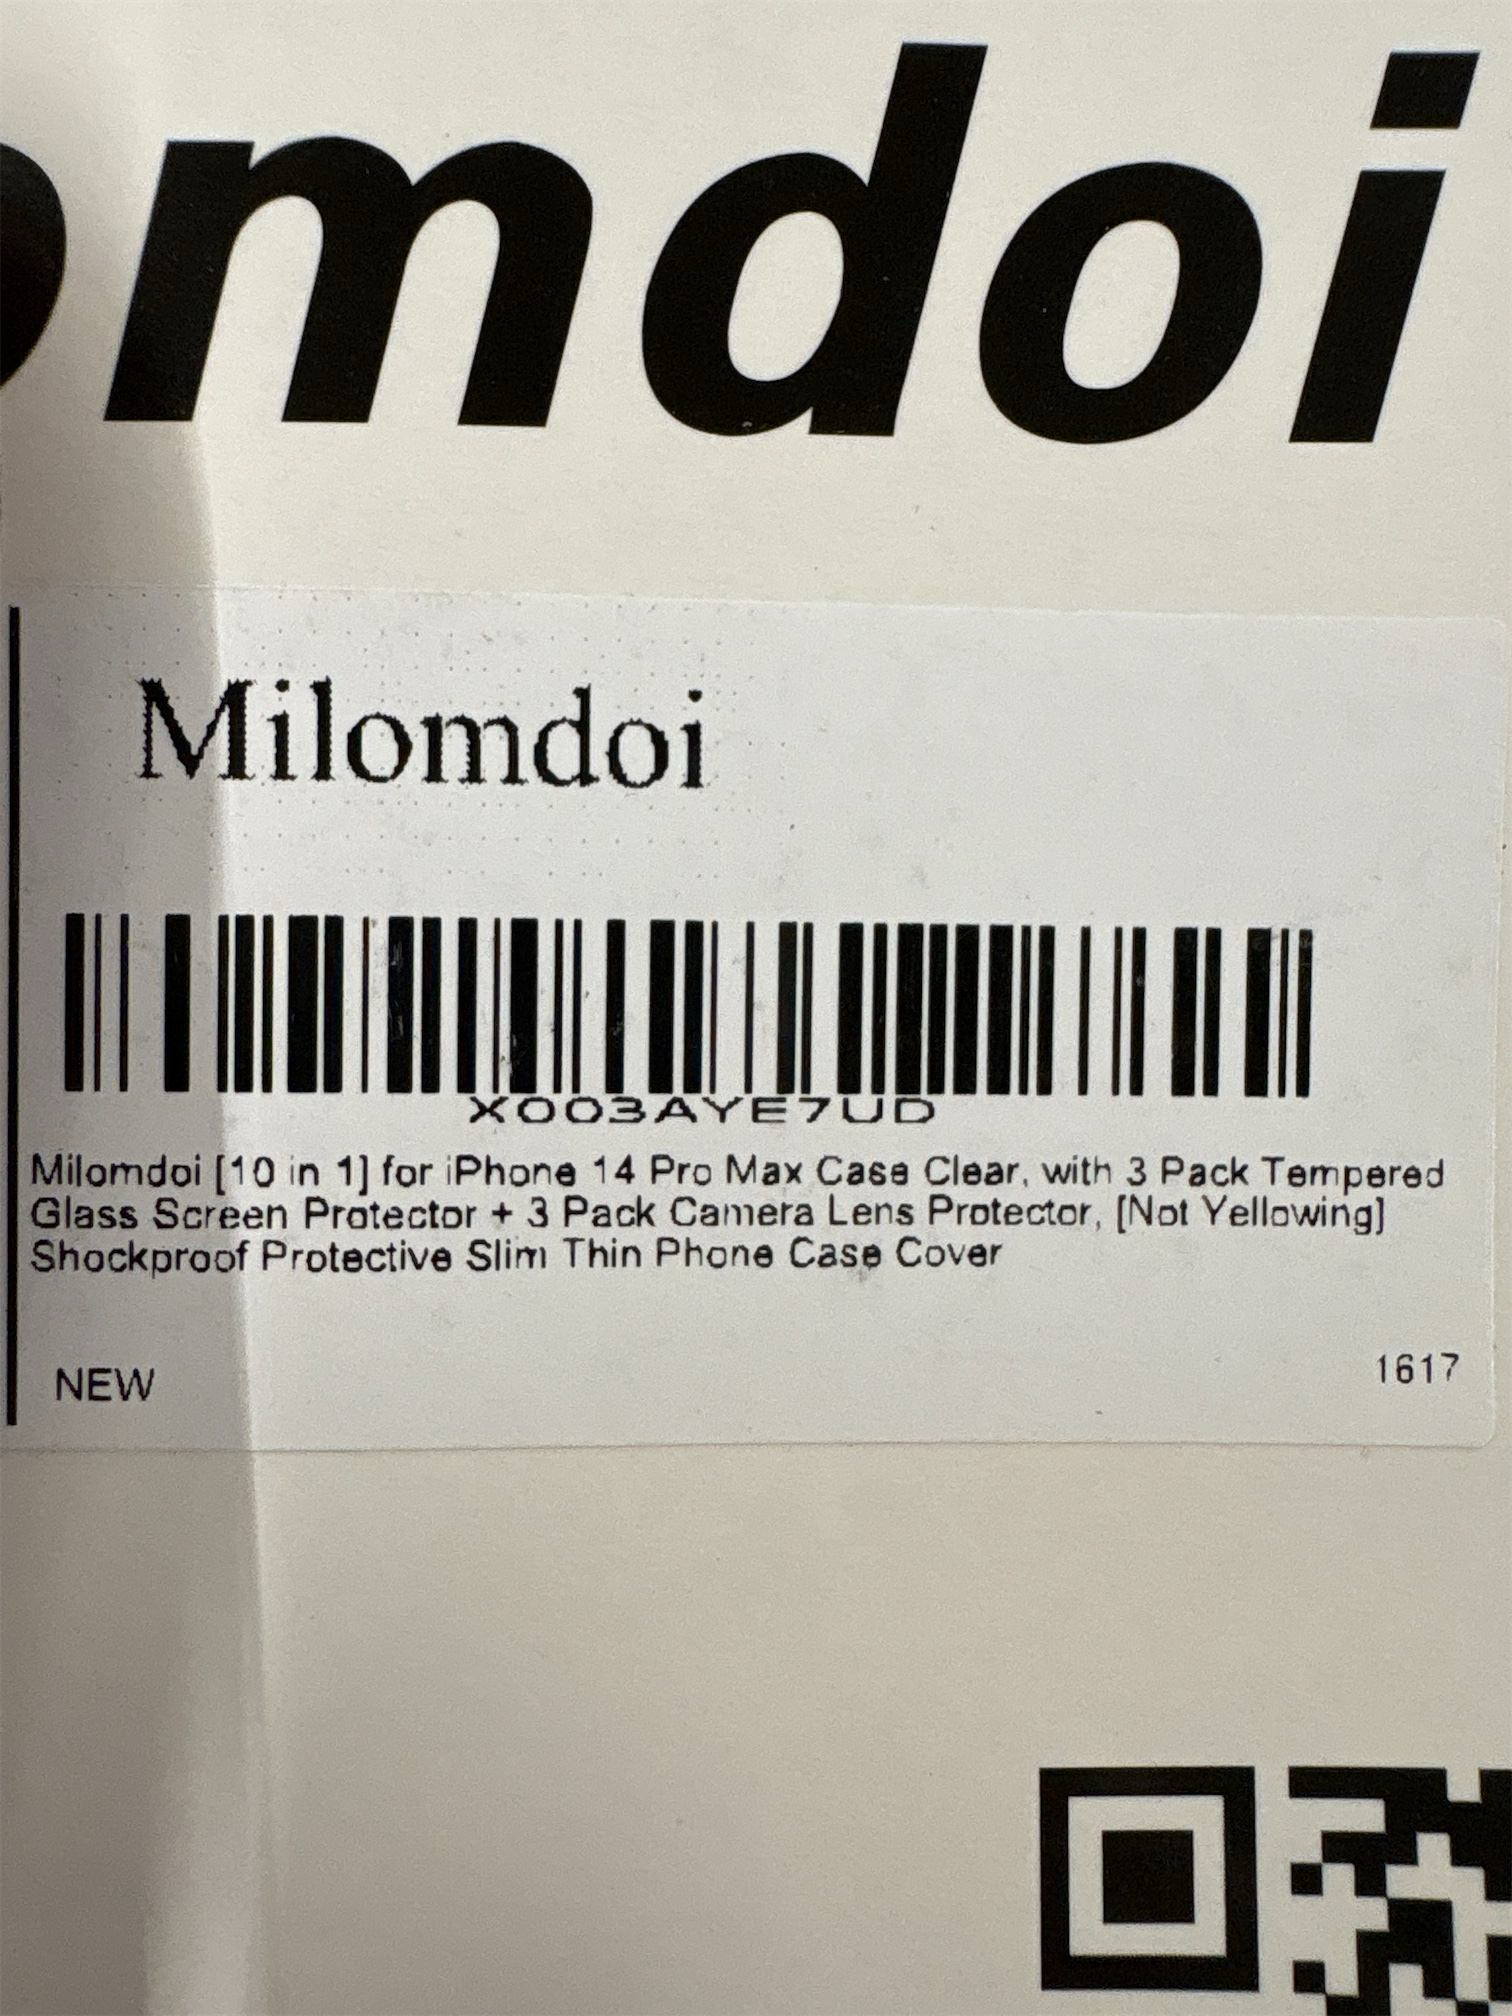 omdoi
Milomdoi
X003AYE7UD
Milomdoi [10 in 1] for iPhone 14 Pro Max Case Clear, with 3 Pack Tempered
Glass Screen Protector + 3 Pack Camera Lens Protector, [Not Yellowing]
Shockproof Protective Slim Thin Phone Case Cover
NEW
1617